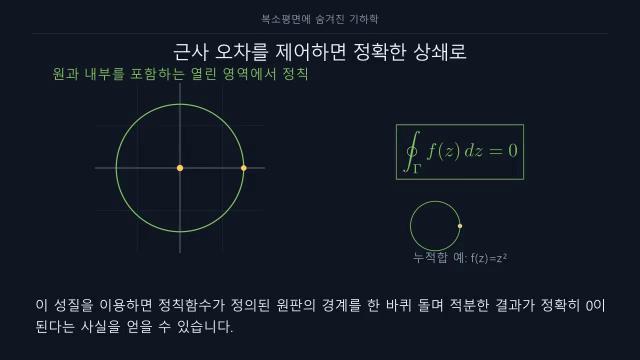 복소평면에 숨겨진 기하학
근사 오차를 제어하면 정확한 상쇄로
원과 내부를 포함하는 열린 영역에서 정칙
∮_Γ f(z) dz = 0
누적합 예: f(z)=z²
이 성질을 이용하면 정칙함수가 정의된 원판의 경계를 한 바퀴 돌며 적분한 결과가 정확히 0이
된다는 사실을 얻을 수 있습니다.